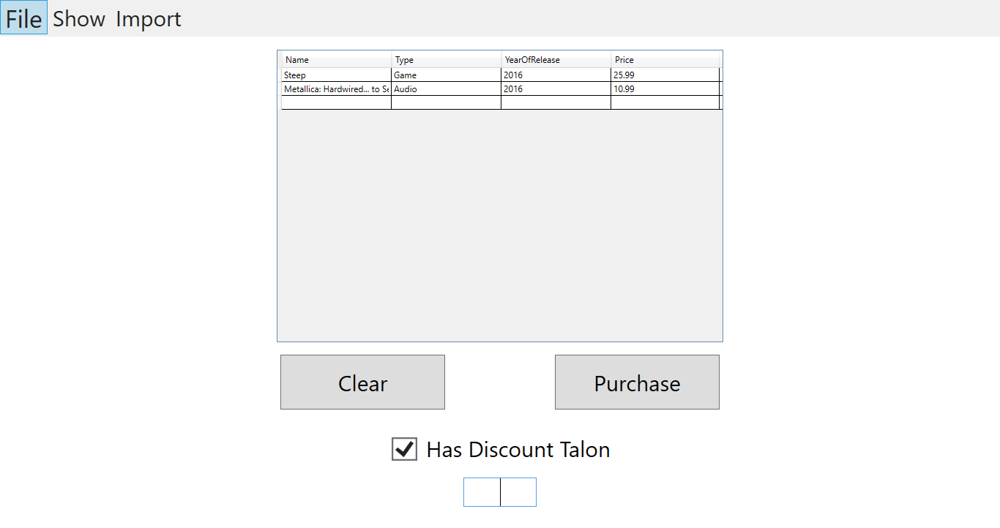 File Show Import
Name Type YearOfRelease Price
Steep Game 2016 25.99
Metallica: Hardwired... to Se Audio 2016 10.99
Clear Purchase
Has Discount Talon